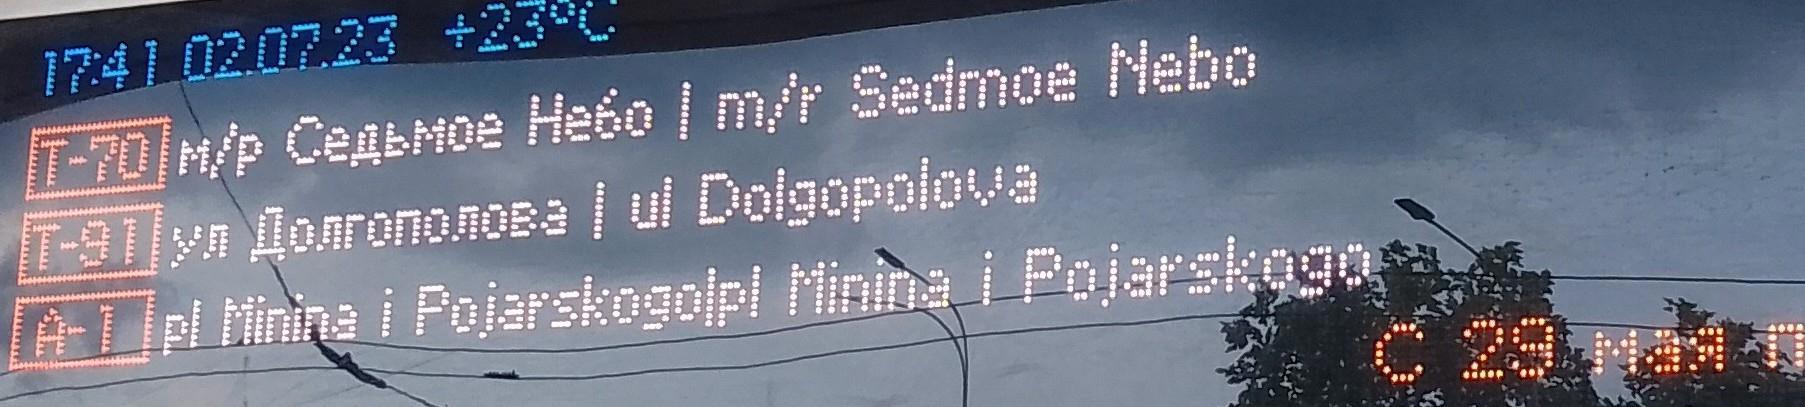 17:41 02.07.23 +23°C
Т-70 м/р Седьмое Небо | m/r Sedmoe Nebo
Т-91 ул Долгополова | ul Dolgopolova
А-1 pl Minina i Pojarskogo|pl Minina i Pojarskogo
С 29 мая п